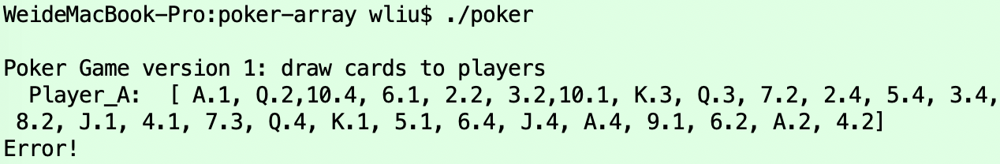 WeideMacBook-Pro:poker-array wliu$ ./poker
Poker Game version 1: draw cards to players
Player_A:  [ A.1, Q.2,10.4, 6.1, 2.2, 3.2,10.1, K.3, Q.3, 7.2, 2.4, 5.4, 3.4,
8.2, J.1, 4.1, 7.3, Q.4, K.1, 5.1, 6.4, J.4, A.4, 9.1, 6.2, A.2, 4.2]
Error!